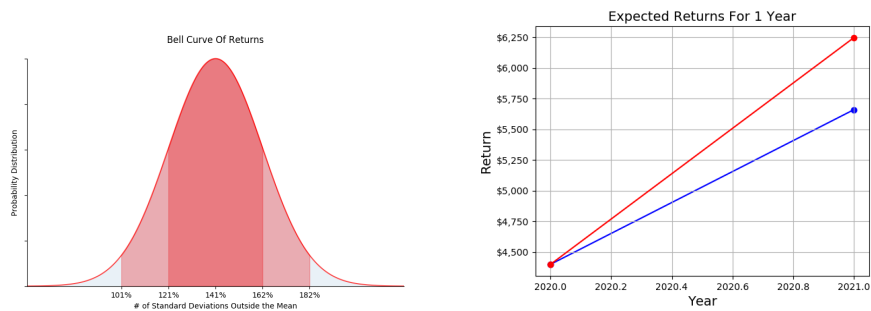 Bell Curve Of Returns
Probability Distribution
101% 121% 141% 162% 182%
# of Standard Deviations Outside the Mean
Expected Returns For 1 Year
Return
$6,250
$6,000
$5,750
$5,500
$5,250
$5,000
$4,750
$4,500
2020.0 2020.2 2020.4 2020.6 2020.8 2021.0
Year